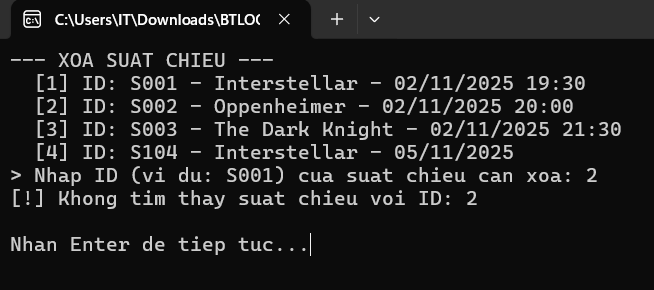 C:\Users\IT\Downloads\BTLOO
--- XOA SUAT CHIEU ---
[1] ID: S001 - Interstellar - 02/11/2025 19:30
[2] ID: S002 - Oppenheimer - 02/11/2025 20:00
[3] ID: S003 - The Dark Knight - 02/11/2025 21:30
[4] ID: S104 - Interstellar - 05/11/2025
> Nhap ID (vi du: S001) cua suat chieu can xoa: 2
[!] Khong tim thay suat chieu voi ID: 2
Nhan Enter de tiep tuc...